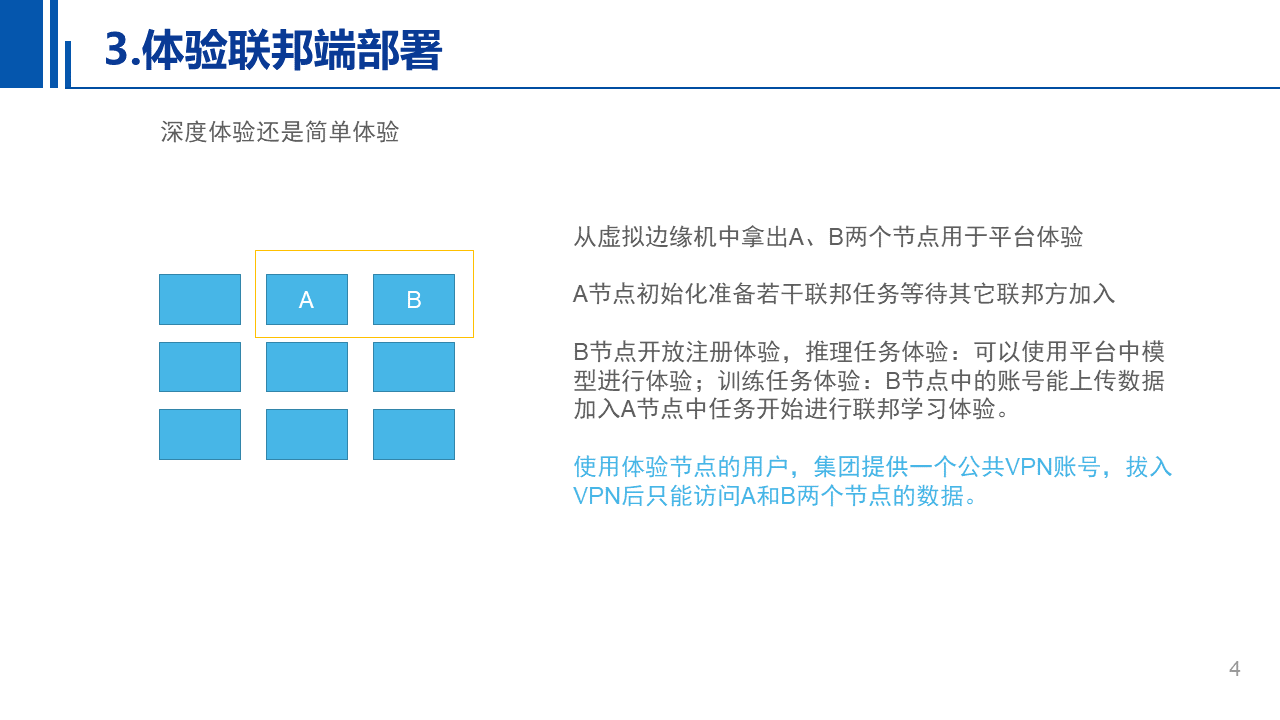 3.体验联邦端部署
深度体验还是简单体验
A
B
从虚拟边缘机中拿出A、B两个节点用于平台体验
A节点初始化准备若干联邦任务等待其它联邦方加入
B节点开放注册体验，推理任务体验：可以使用平台中模
型进行体验；训练任务体验：B节点中的账号能上传数据
加入A节点中任务开始进行联邦学习体验。
使用体验节点的用户，集团提供一个公共VPN账号，拔入
VPN后只能访问A和B两个节点的数据。
4